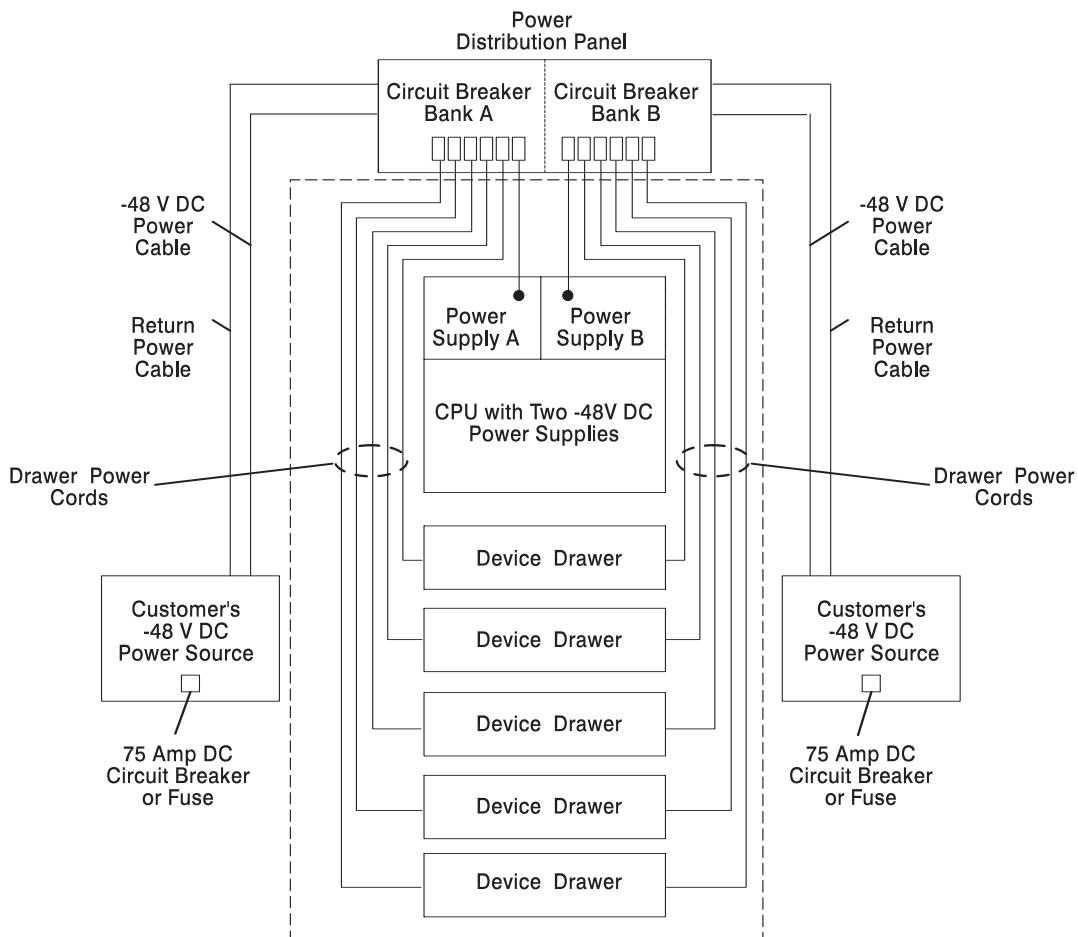 Power
Distribution Panel
Circuit Breaker
Bank A
Circuit Breaker
Bank B
-48 V DC
Power
Cable
-48 V DC
Power
Cable
Return
Power
Cable
Return
Power
Cable
Power
Supply A
Power
Supply B
CPU with Two -48V DC
Power Supplies
Drawer Power
Cords
Drawer Power
Cords
Device Drawer
Customer's
-48 V DC
Power Source
Customer's
-48 V DC
Power Source
Device Drawer
Device Drawer
75 Amp DC
Circuit Breaker
or Fuse
75 Amp DC
Circuit Breaker
or Fuse
Device Drawer
Device Drawer